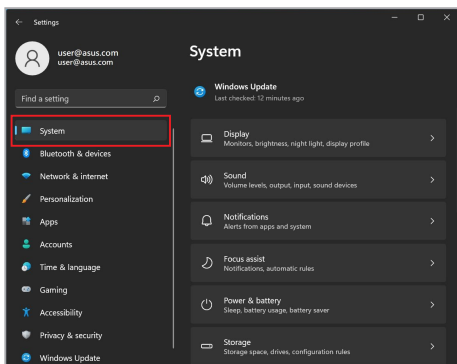 Settings
user@asus.com
user@asus.com
Find a setting
System
Bluetooth & devices
Network & internet
Personalization
Apps
Accounts
Time & language
Gaming
Accessibility
Privacy & security
Windows Update
System
Windows Update
Last checked: 12 minutes ago
Display
Monitors, brightness, night light, display profile
Sound
Volume levels, output, input, sound devices
Notifications
Alerts from apps and system
Focus assist
Notifications, automatic rules
Power & battery
Sleep, battery usage, battery saver
Storage
Storage space, drives, configuration rules